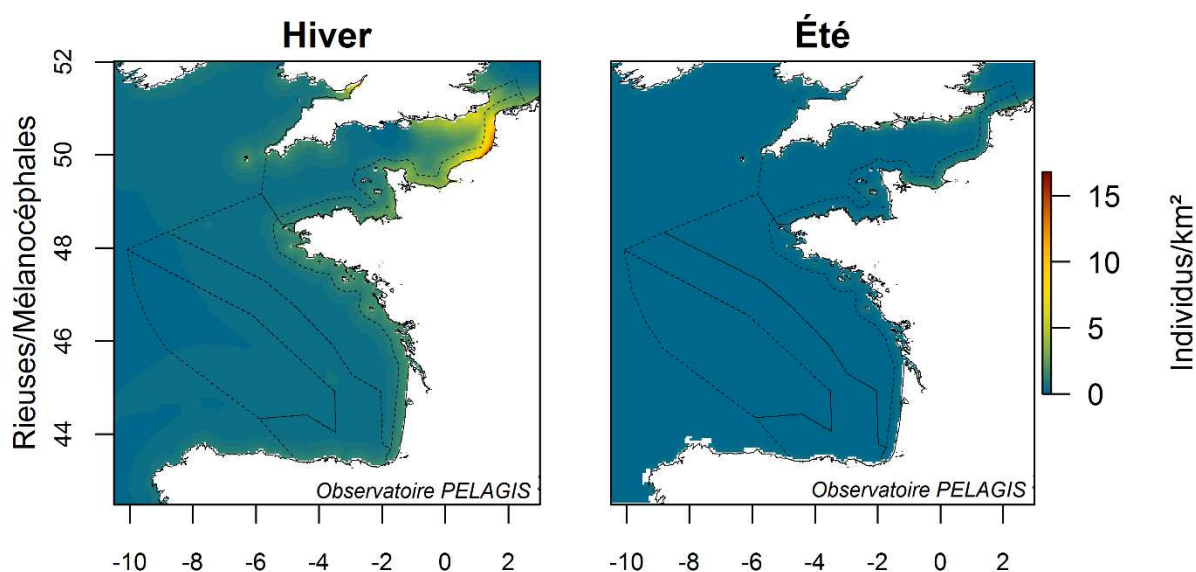 Hiver
Été
Rieuses/Mélanocéphales
52
50
48
46
44
Observatoire PELAGIS
Observatoire PELAGIS
15
10
5
0
Individus/km²
-10 -8 -6 -4 -2 0 2
-10 -8 -6 -4 -2 0 2